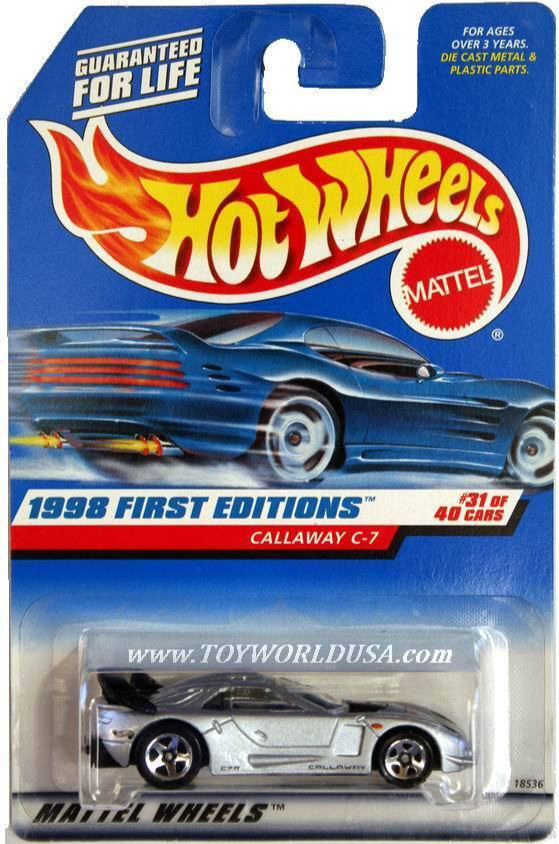 GUARANTEED
FOR LIFE
FOR AGES
OVER 3 YEARS.
DIE CAST METAL &
PLASTIC PARTS.
HOT WHEELS
MATTEL
®
1998 FIRST EDITIONS™
#31 OF
40 CARS
CALLAWAY C-7
www.TOYWORLDUSA.com
C7R
CALLAWAY
18536
MATTEL WHEELS™